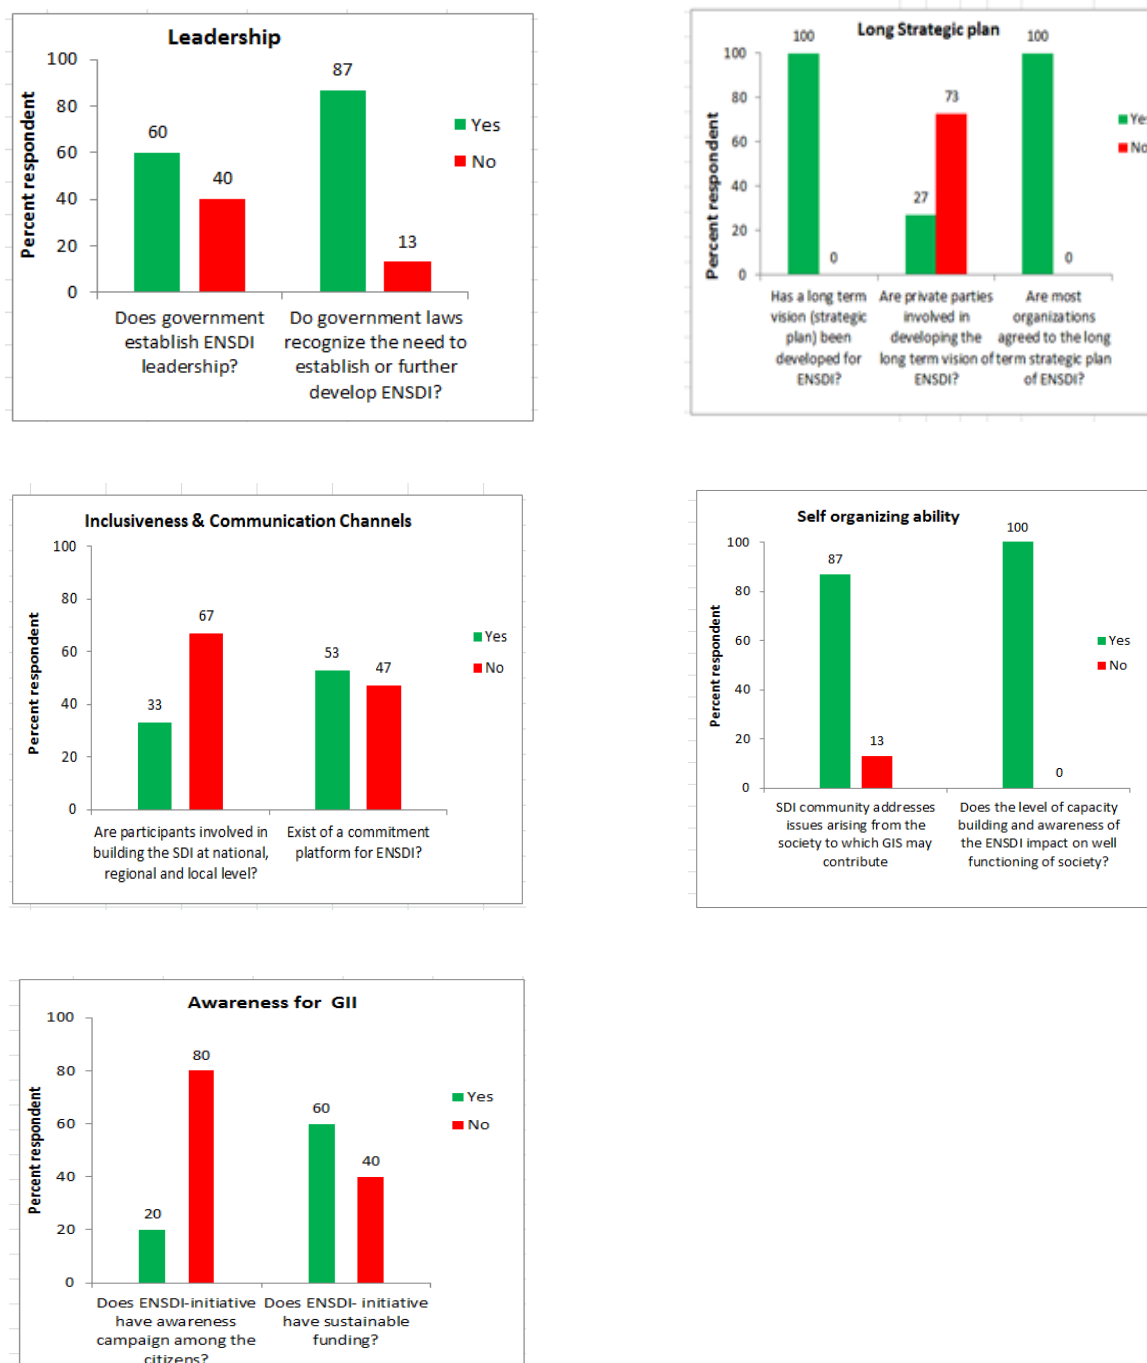 Leadership
100
80
60
40
20
0
Percent respondent
60
40
87
13
Yes
No
Does government
establish ENSDI
leadership?
Do government laws
recognize the need to
establish or further
develop ENSDI?
Long Strategic plan
100
80
60
40
20
0
Percent respondent
100
0
27
73
100
0
Yes
No
Has a long term
vision (strategic
plan) been
developed for
ENSDI?
Are private parties
involved in
developing the
long term vision of
ENSDI?
Are most
organizations
agreed to the long
term strategic plan
of ENSDI?
Inclusiveness & Communication Channels
100
80
60
40
20
0
Percent respondent
33
67
53
47
Yes
No
Are participants involved in
building the SDI at national,
regional and local level?
Exist of a commitment
platform for ENSDI?
Self organizing ability
100
80
60
40
20
0
Percent respondent
87
13
100
0
Yes
No
SDI community addresses
issues arising from the
society to which GIS may
contribute
Does the level of capacity
building and awareness of
the ENSDI impact on well
functioning of society?
Awareness for GII
100
80
60
40
20
0
Percent respondent
20
80
60
40
Yes
No
Does ENSDI-initiative
have awareness
campaign among the
citizens?
Does ENSDI- initiative
have sustainable
funding?